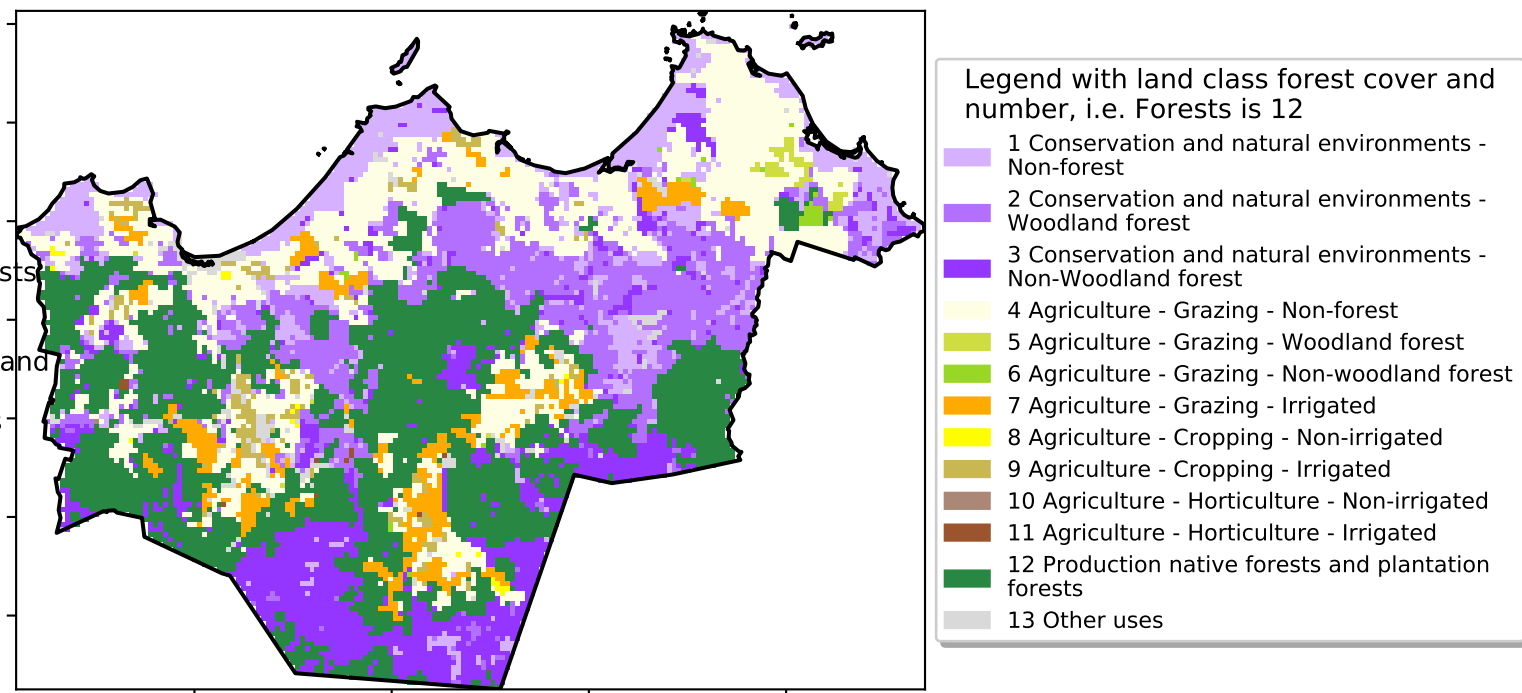 Legend with land class forest cover and
number, i.e. Forests is 12
1 Conservation and natural environments -
Non-forest
2 Conservation and natural environments -
Woodland forest
3 Conservation and natural environments -
Non-Woodland forest
4 Agriculture - Grazing - Non-forest
5 Agriculture - Grazing - Woodland forest
6 Agriculture - Grazing - Non-woodland forest
7 Agriculture - Grazing - Irrigated
8 Agriculture - Cropping - Non-irrigated
9 Agriculture - Cropping - Irrigated
10 Agriculture - Horticulture - Non-irrigated
11 Agriculture - Horticulture - Irrigated
12 Production native forests and plantation
forests
13 Other uses
sts
and